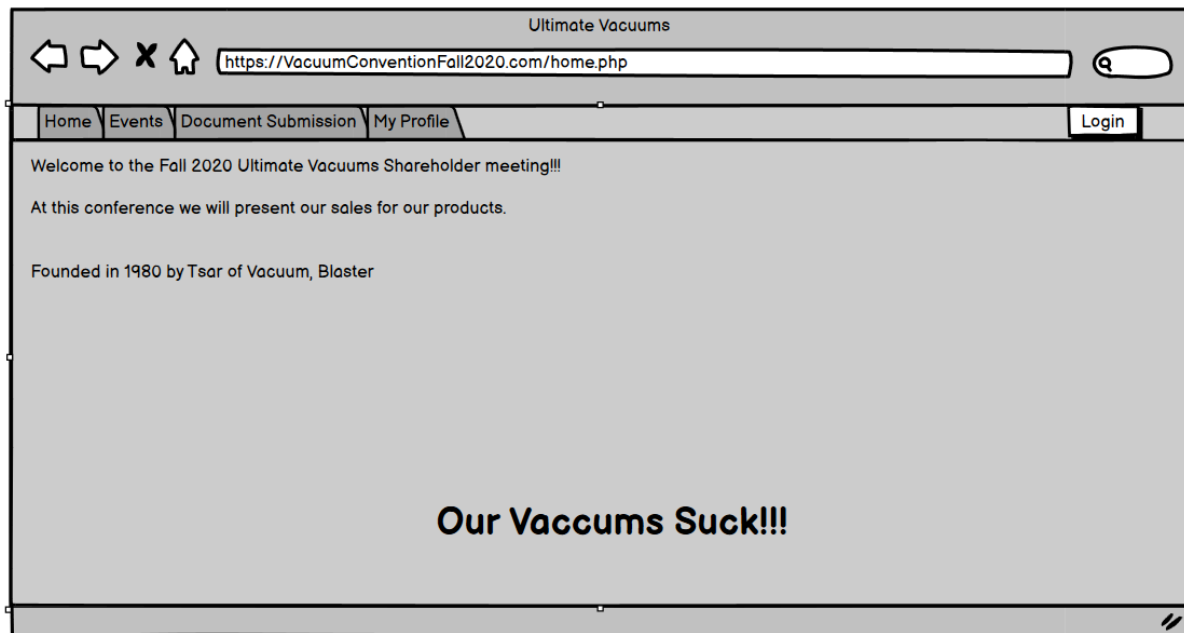 Ultimate Vacuums
https://VacuumConventionFall2020.com/home.php
Home Events Document Submission My Profile Login
Welcome to the Fall 2020 Ultimate Vacuums Shareholder meeting!!!
At this conference we will present our sales for our products.
Founded in 1980 by Tsar of Vacuum, Blaster
Our Vaccums Suck!!!